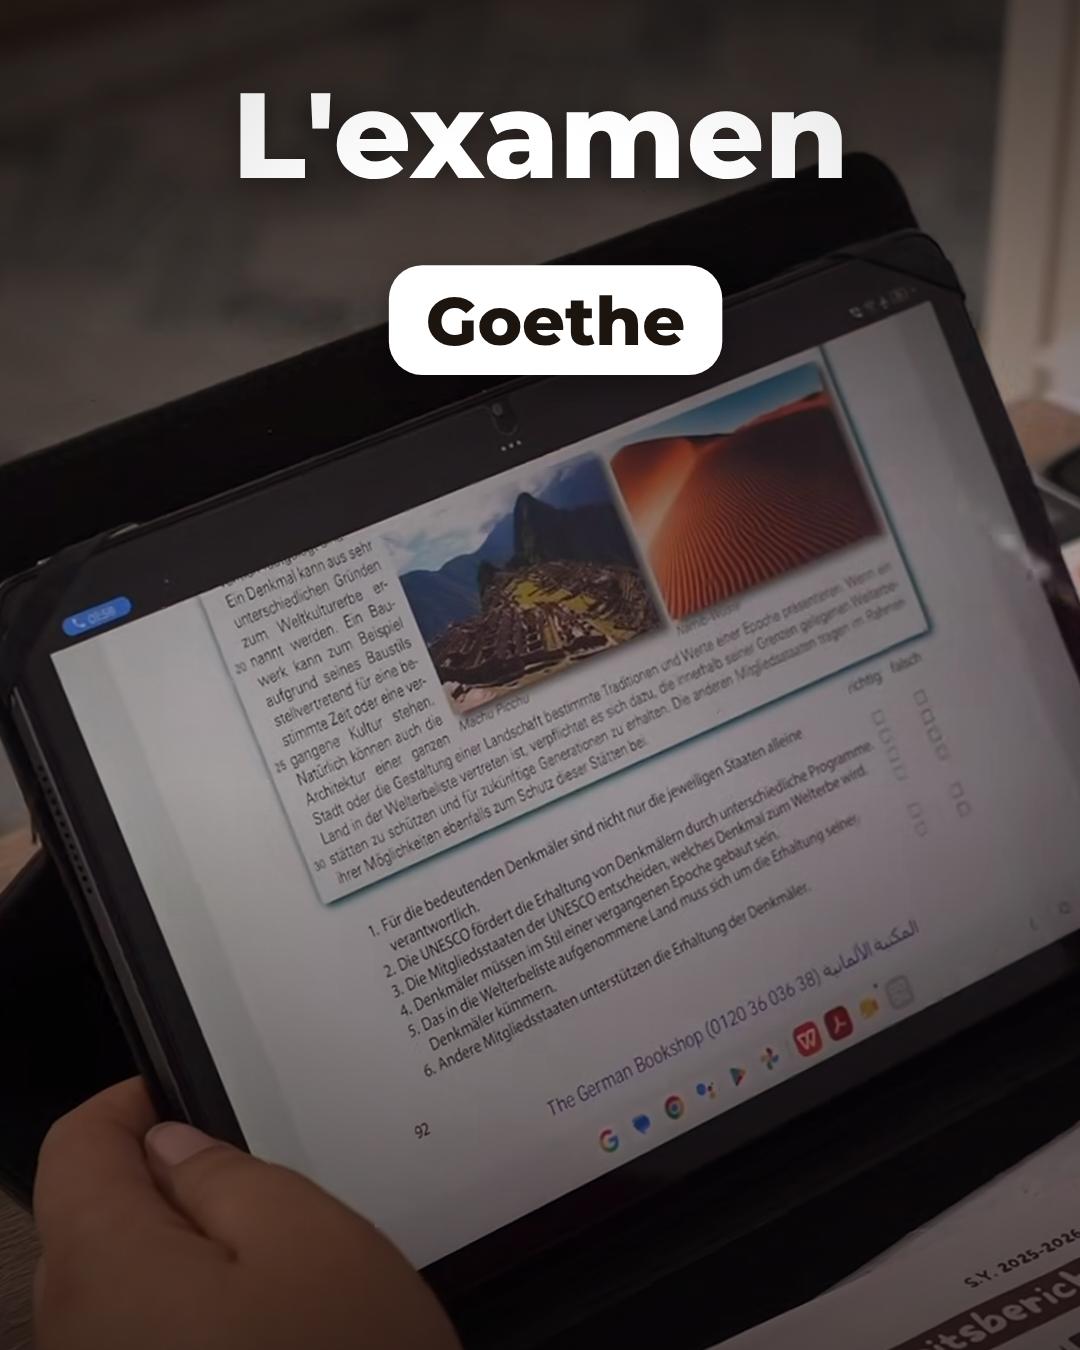 L'examen
Goethe
01:58
Ein Denkmal kann aus sehr
unterschiedlichen Gründen
zum Weltkulturerbe er-
20 nannt werden. Ein Bau-
werk kann zum Beispiel
aufgrund seines Baustils
stellvertretend für eine be-
stimmte Zeit oder eine ver-
25 gangene Kultur stehen.
Natürlich können auch die
Architektur einer ganzen
Machu Picchu
Namib-Wüste
Stadt oder die Gestaltung einer Landschaft bestimmte Traditionen und Werte einer Epoche präsentieren. Wenn ein
Land in der Welterbeliste vertreten ist, verpflichtet es sich dazu, die innerhalb seiner Grenzen gelegenen Welterbe-
30 stätten zu schützen und für zukünftige Generationen zu erhalten. Die anderen Mitgliedsstaaten tragen im Rahmen
ihrer Möglichkeiten ebenfalls zum Schutz dieser Stätten bei.
richtig falsch
1. Für die bedeutenden Denkmäler sind nicht nur die jeweiligen Staaten alleine
verantwortlich.
2. Die UNESCO fördert die Erhaltung von Denkmälern durch unterschiedliche Programme.
3. Die Mitgliedsstaaten der UNESCO entscheiden, welches Denkmal zum Welterbe wird.
4. Denkmäler müssen im Stil einer vergangenen Epoche gebaut sein.
5. Das in die Welterbeliste aufgenommene Land muss sich um die Erhaltung seiner
Denkmäler kümmern.
6. Andere Mitgliedsstaaten unterstützen die Erhaltung der Denkmäler.
The German Bookshop (0120 36 036 38) المكتبة الألمانية
92
S.Y. 2025-2026